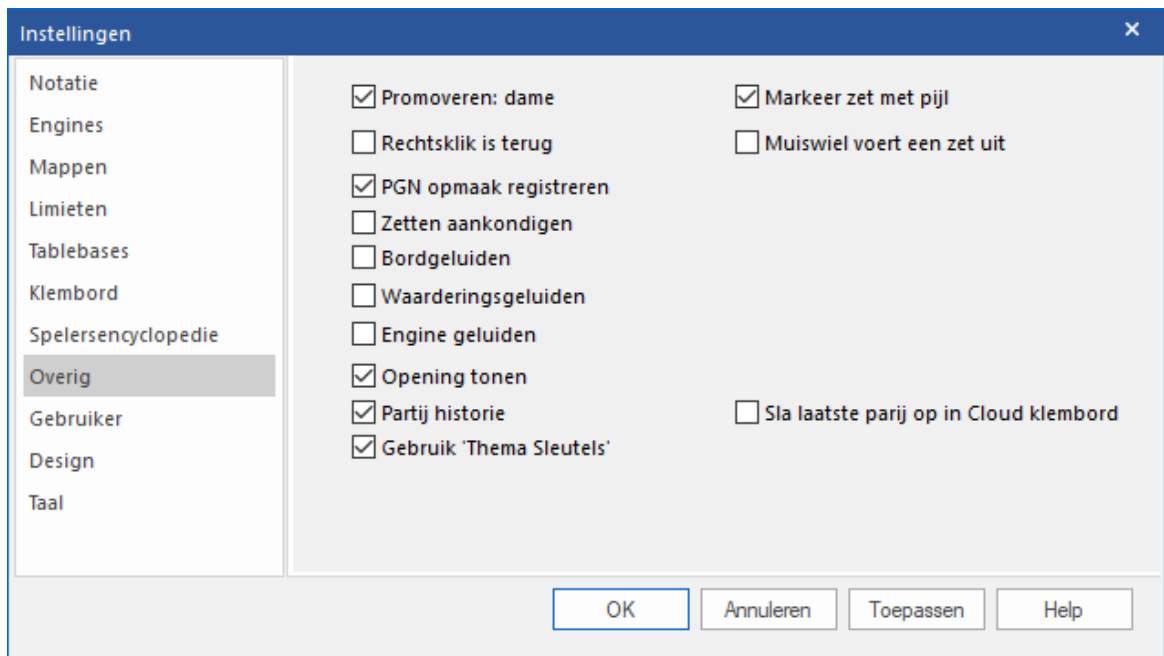 Instellingen
Notatie
Engines
Mappen
Limieten
Tablebases
Klembord
Spelersencyclopedie
Overig
Gebruiker
Design
Taal
Promoveren: dame
Markeer zet met pijl
Rechtsklik is terug
Muiswiel voert een zet uit
PGN opmaak registreren
Zetten aankondigen
Bordgeluiden
Waarderingsgeluiden
Engine geluiden
Opening tonen
Partij historie
Sla laatste parij op in Cloud klembord
Gebruik 'Thema Sleutels'
OK
Annuleren
Toepassen
Help